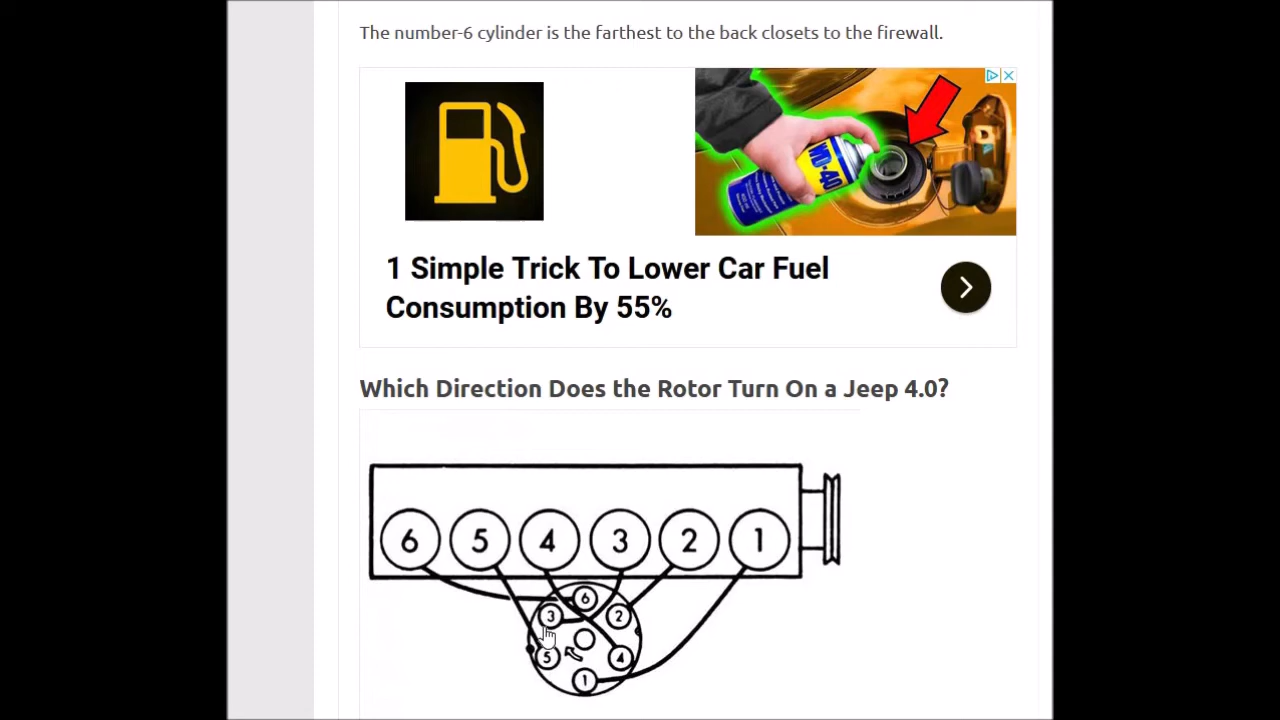 The number-6 cylinder is the farthest to the back closets to the firewall.
WD-40
1 Simple Trick To Lower Car Fuel
Consumption By 55%
Which Direction Does the Rotor Turn On a Jeep 4.0?
6 5 4 3 2 1
6
3 2
5 4
1